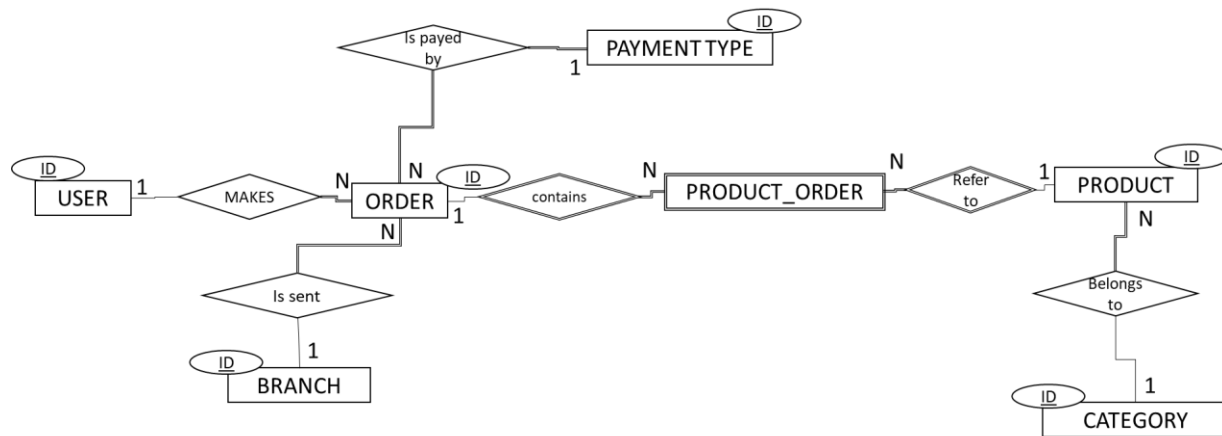 ID
Is payed
by
PAYMENT TYPE
1
N
ID
USER
1
MAKES
N
ORDER
ID
1
contains
N
PRODUCT_ORDER
N
Refer
to
1
ID
PRODUCT
N
N
Is sent
1
ID
BRANCH
Belongs
to
1
ID
CATEGORY